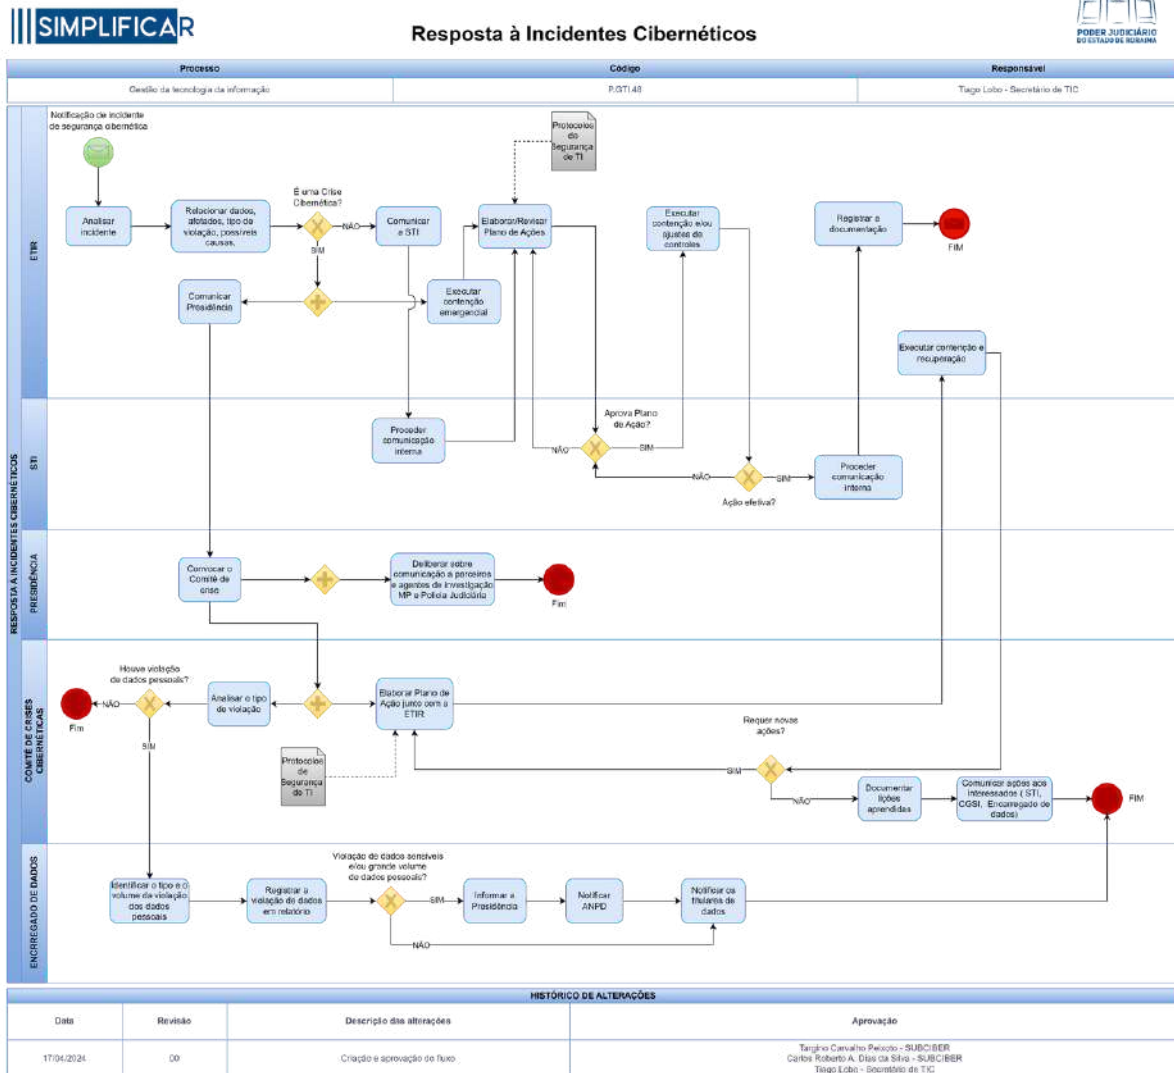 SIMPLIFICAR
Resposta à Incidentes Cibernéticos
PODER JUDICIÁRIO
DO ESTADO DE RORAIMA
Processo
Código
Responsável
Gestão da tecnologia da informação
P.GTI.48
Tiago Lobo - Secretário de TIC
RESPOSTA A INCIDENTES CIBERNÉTICOS
ETIR
Notificação de incidente
de segurança cibernética
Analisar
incidente
Relacionar dados,
afetados, tipo de
violação, possíveis
causas.
É uma Crise
Cibernética?
NÃO
SIM
Comunicar
a STI
Elaborar/Revisar
Plano de Ações
Protocolos
de
Segurança
de TI
Executar
contenção e/ou
ajustes de
controles
Registrar a
documentação
FIM
Comunicar
Presidência
Executar
contenção
emergencial
Executar contenção e
recuperação
STI
Proceder
comunicação
interna
Aprova Plano
de Ação?
NÃO
SIM
NÃO
SIM
Ação efetiva?
Proceder
comunicação
interna
PRESIDÊNCIA
Convocar o
Comitê de
crise
Deliberar sobre
comunicação a parceiros
e agentes de investigação
MP e Polícia Judiciária
Fim
COMITÊ DE CRISES
CIBERNÉTICAS
Houve violação
de dados pessoais?
Fim
NÃO
SIM
Analisar o tipo
de violação
Elaborar Plano de
Ação junto com a
ETIR
Protocolos
de
Segurança
de TI
Requer novas
ações?
SIM
NÃO
Documentar
lições
aprendidas
Comunicar ações aos
interessados ( STI,
CGSI, Encarregado de
dados)
FIM
ENCRREGADO DE DADOS
Identificar o tipo e o
volume da violação
dos dados
pessoais
Registrar a
violação de dados
em relatório
Violação de dados sensíveis
e/ou grande volume
de dados pessoais?
SIM
NÃO
Informar a
Presidência
Notificar
ANPD
Notificar os
titulares de
dados
HISTÓRICO DE ALTERAÇÕES
Data
Revisão
Descrição das alterações
Aprovação
17/04/2024
00
Criação e aprovação do fluxo
Targino Carvalho Peixoto - SUBCIBER
Carlos Roberto A. Dias da Silva - SUBCIBER
Tiago Lobo - Secretário de TIC